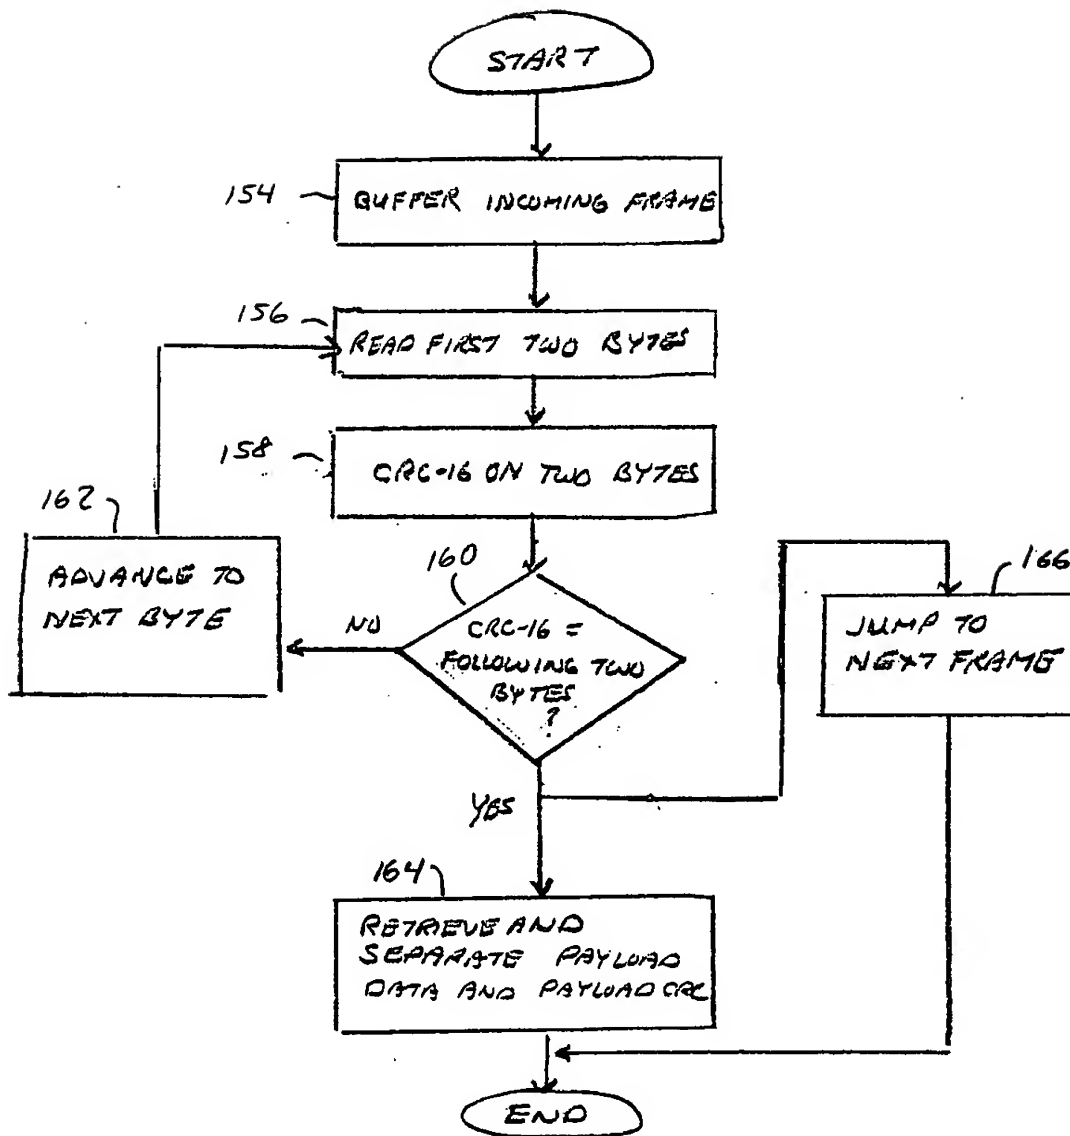 START
154
BUFFER INCOMING FRAME
156
READ FIRST TWO BYTES
158
CRC-16 ON TWO BYTES
162
ADVANCE TO
NEXT BYTE
160
NO
CRC-16 =
FOLLOWING TWO
BYTES
?
166
JUMP TO
NEXT FRAME
YES
164
RETRIEVE AND
SEPARATE PAYLOAD
DATA AND PAYLOAD CRC
END